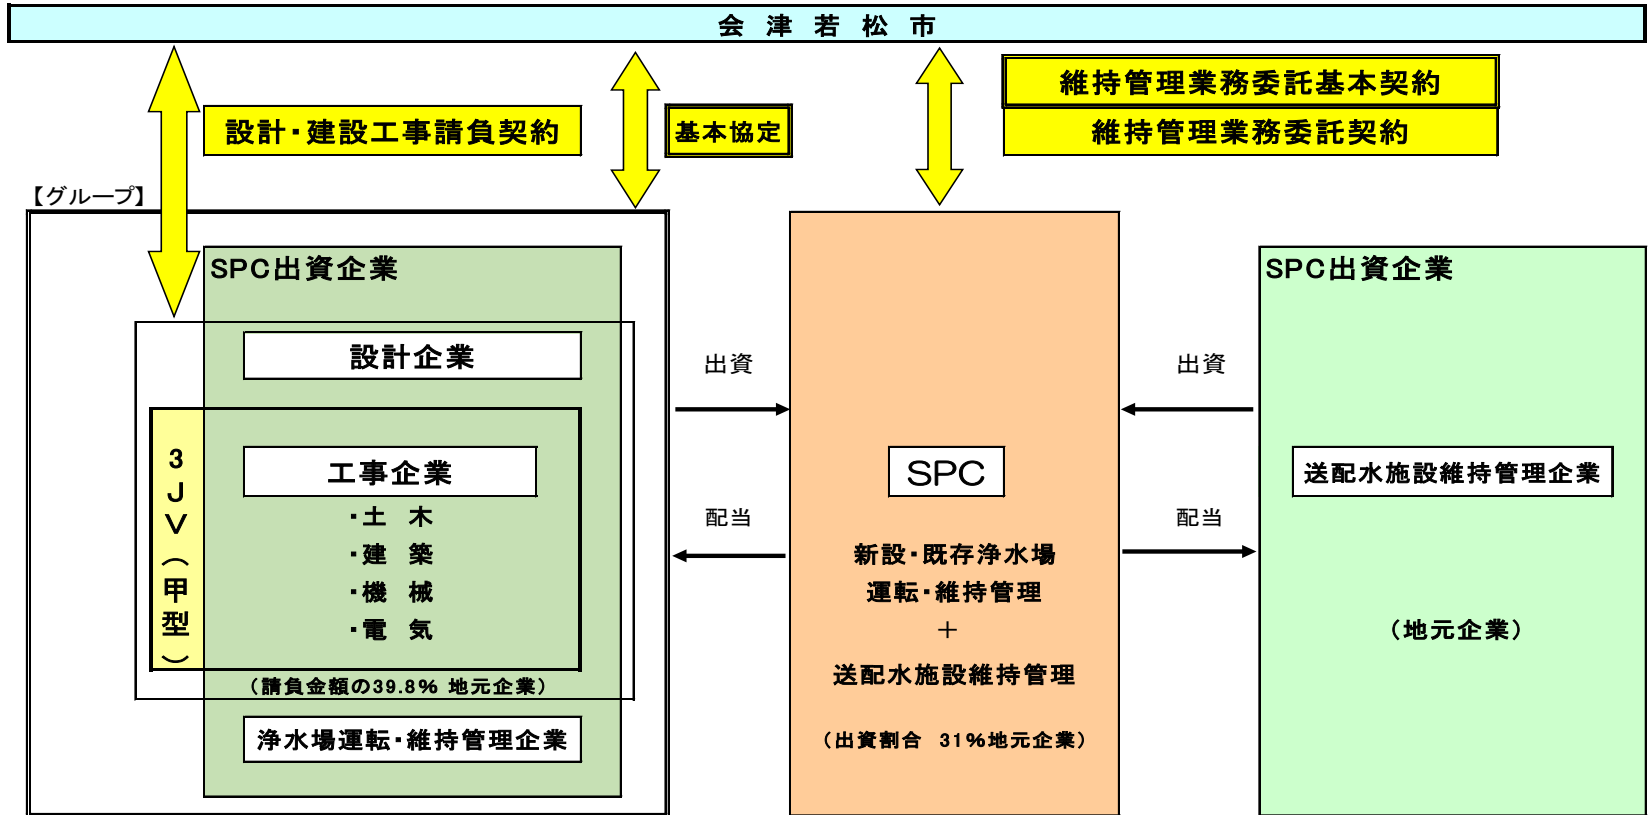 会 津 若 松 市
維持管理業務委託基本契約
設計・建設工事請負契約
基本協定
維持管理業務委託契約
【グループ】
SPC出資企業
設計企業
3JV(甲型)
工事企業
・土 木
・建 築
・機 械
・電 気
(請負金額の39.8% 地元企業)
浄水場運転・維持管理企業
出資
配当
SPC
新設・既存浄水場
運転・維持管理
+
送配水施設維持管理
(出資割合 31%地元企業)
出資
配当
SPC出資企業
送配水施設維持管理企業
(地元企業)